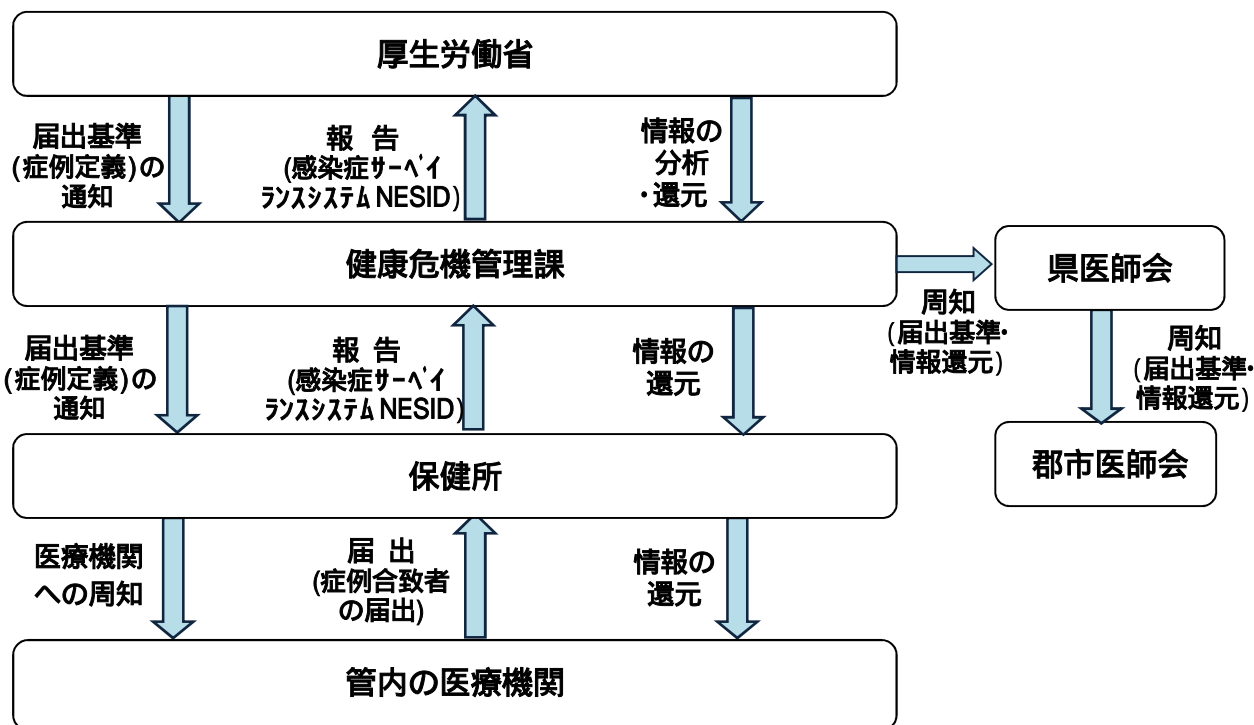 厚生労働省
届出基準
(症例定義)の
通知
報 告
(感染症ｻｰﾍﾞｲ
ﾗﾝｽｼｽﾃﾑ NESID)
情報の
分析
・還元
健康危機管理課
県医師会
周知
(届出基準・
情報還元)
届出基準
(症例定義)の
通知
報 告
(感染症ｻｰﾍﾞｲ
ﾗﾝｽｼｽﾃﾑ NESID)
情報の
還元
周知
(届出基準・
情報還元)
保健所
郡市医師会
医療機関
への周知
届 出
(症例合致者
の届出)
情報の
還元
管内の医療機関